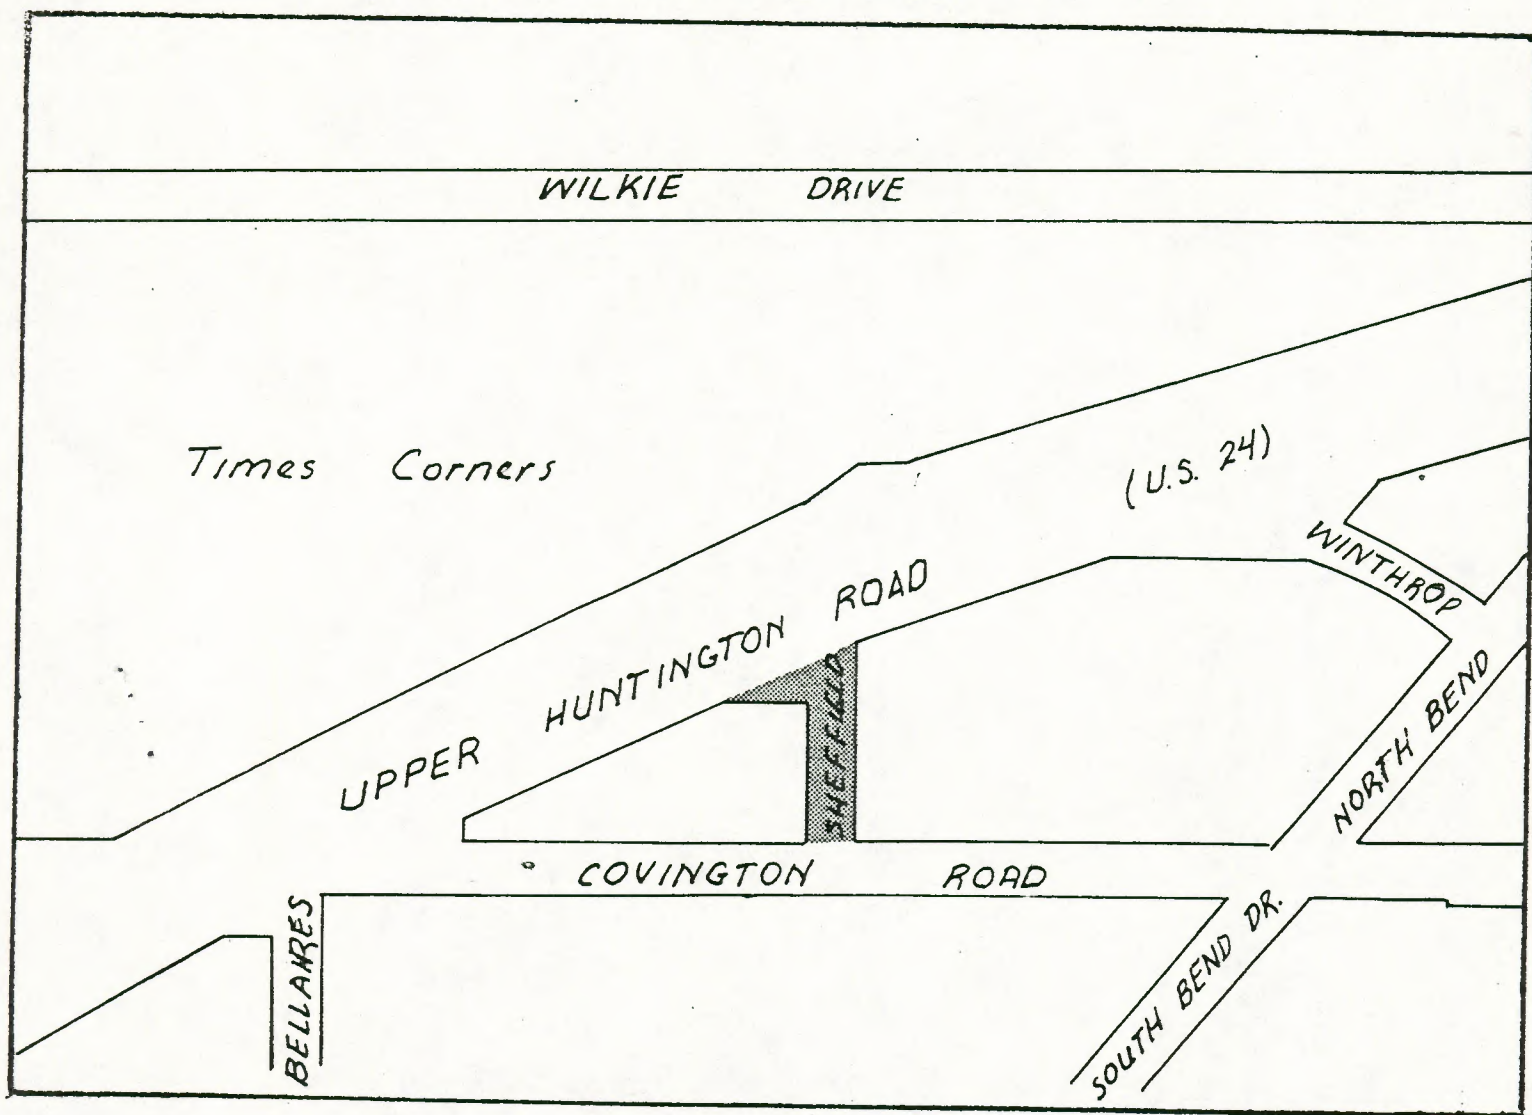 WILKIE DRIVE
Times Corners
(U.S. 24)
WINTHROP
UPPER HUNTINGTON ROAD
SHEFFIELD
NORTH BEND
COVINGTON ROAD
BELLAIRES
SOUTH BEND DR.